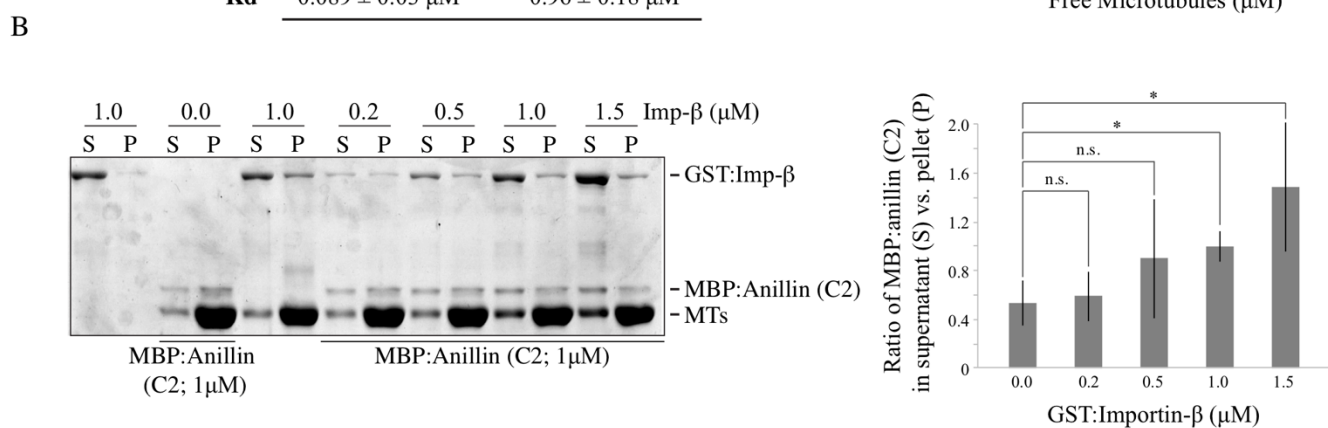 Kd 0.089 ± 0.03 μM 0.96 ± 0.18 μM
Free Microtubules (μM)
B
1.0 0.0 1.0 0.2 0.5 1.0 1.5 Imp-β (μM)
S P S P S P S P S P S P S P
GST:Imp-β
MBP:Anillin (C2)
MTs
MBP:Anillin
(C2; 1μM)
MBP:Anillin (C2; 1μM)
Ratio of MBP:anillin (C2)
in supernatant (S) vs. pellet (P)
2.0
1.6
1.2
0.8
0.4
0
*
*
n.s.
n.s.
0.0 0.2 0.5 1.0 1.5
GST:Importin-β (μM)